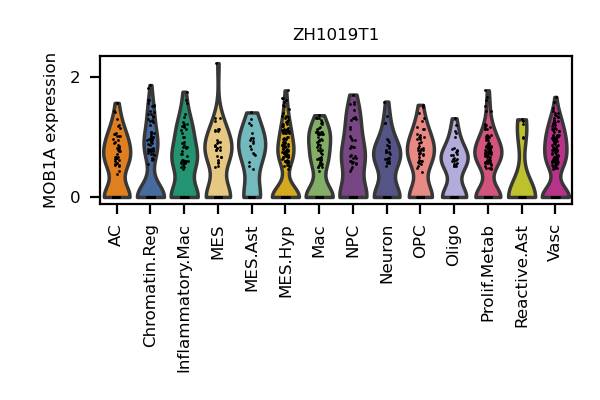 ZH1019T1
MOB1A expression
2
0
AC
Chromatin.Reg
Inflammatory.Mac
MES
MES.Ast
MES.Hyp
Mac
NPC
Neuron
OPC
Oligo
Prolif.Metab
Reactive.Ast
Vasc